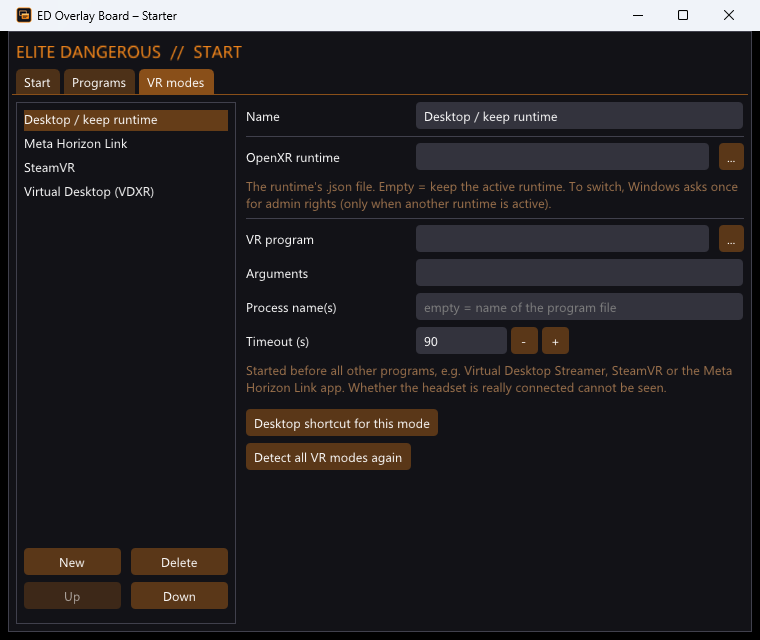 ED Overlay Board – Starter
ELITE DANGEROUS // START
Start
Programs
VR modes
Desktop / keep runtime
Meta Horizon Link
SteamVR
Virtual Desktop (VDXR)
New
Delete
Up
Down
Name
Desktop / keep runtime
OpenXR runtime
...
The runtime's .json file. Empty = keep the active runtime. To switch, Windows asks once
for admin rights (only when another runtime is active).
VR program
...
Arguments
Process name(s)
empty = name of the program file
Timeout (s)
90
-
+
Started before all other programs, e.g. Virtual Desktop Streamer, SteamVR or the Meta
Horizon Link app. Whether the headset is really connected cannot be seen.
Desktop shortcut for this mode
Detect all VR modes again